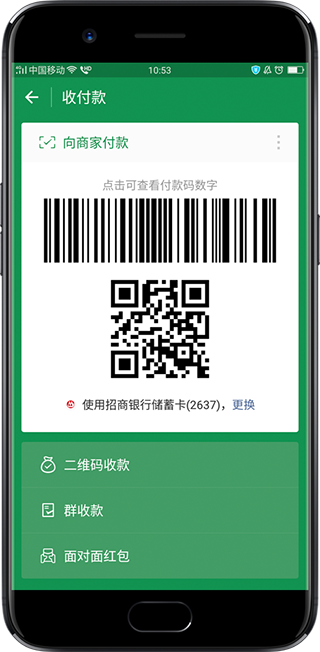 中国移动
10:53
收付款
向商家付款
点击可查看付款码数字
使用招商银行储蓄卡(2637)，更换
二维码收款
群收款
面对面红包